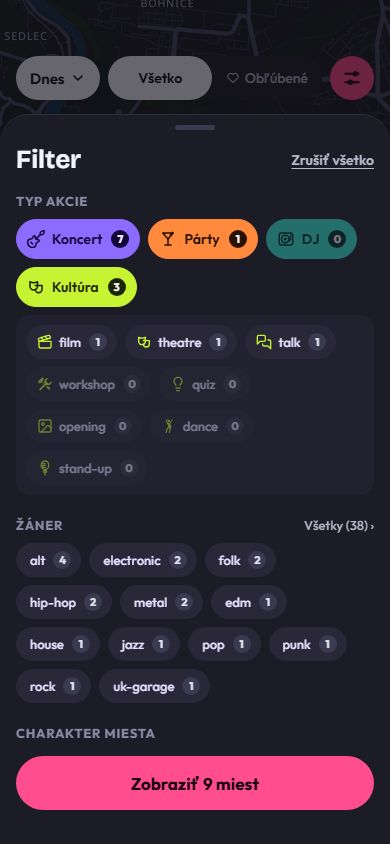 BOHNICE
SEDLEC
Dnes Všetko Obľúbené
Filter Zrušiť všetko
TYP AKCIE
Koncert 7 Párty 1 DJ 0
Kultúra 3
film 1 theatre 1 talk 1
workshop 0 quiz 0
opening 0 dance 0
stand-up 0
ŽÁNER Všetky (38) ›
alt 4 electronic 2 folk 2
hip-hop 2 metal 2 edm 1
house 1 jazz 1 pop 1 punk 1
rock 1 uk-garage 1
CHARAKTER MIESTA
Zobraziť 9 miest